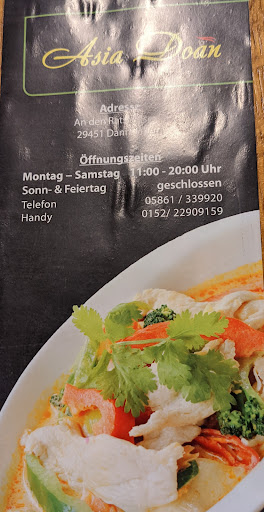 Asia Doan
Adresse
An den Rat
29451 Dan
Öffnungszeiten
Montag – Samstag 11:00 - 20:00 Uhr
Sonn- & Feiertag geschlossen
Telefon 05861 / 339920
Handy 0152/ 22909159